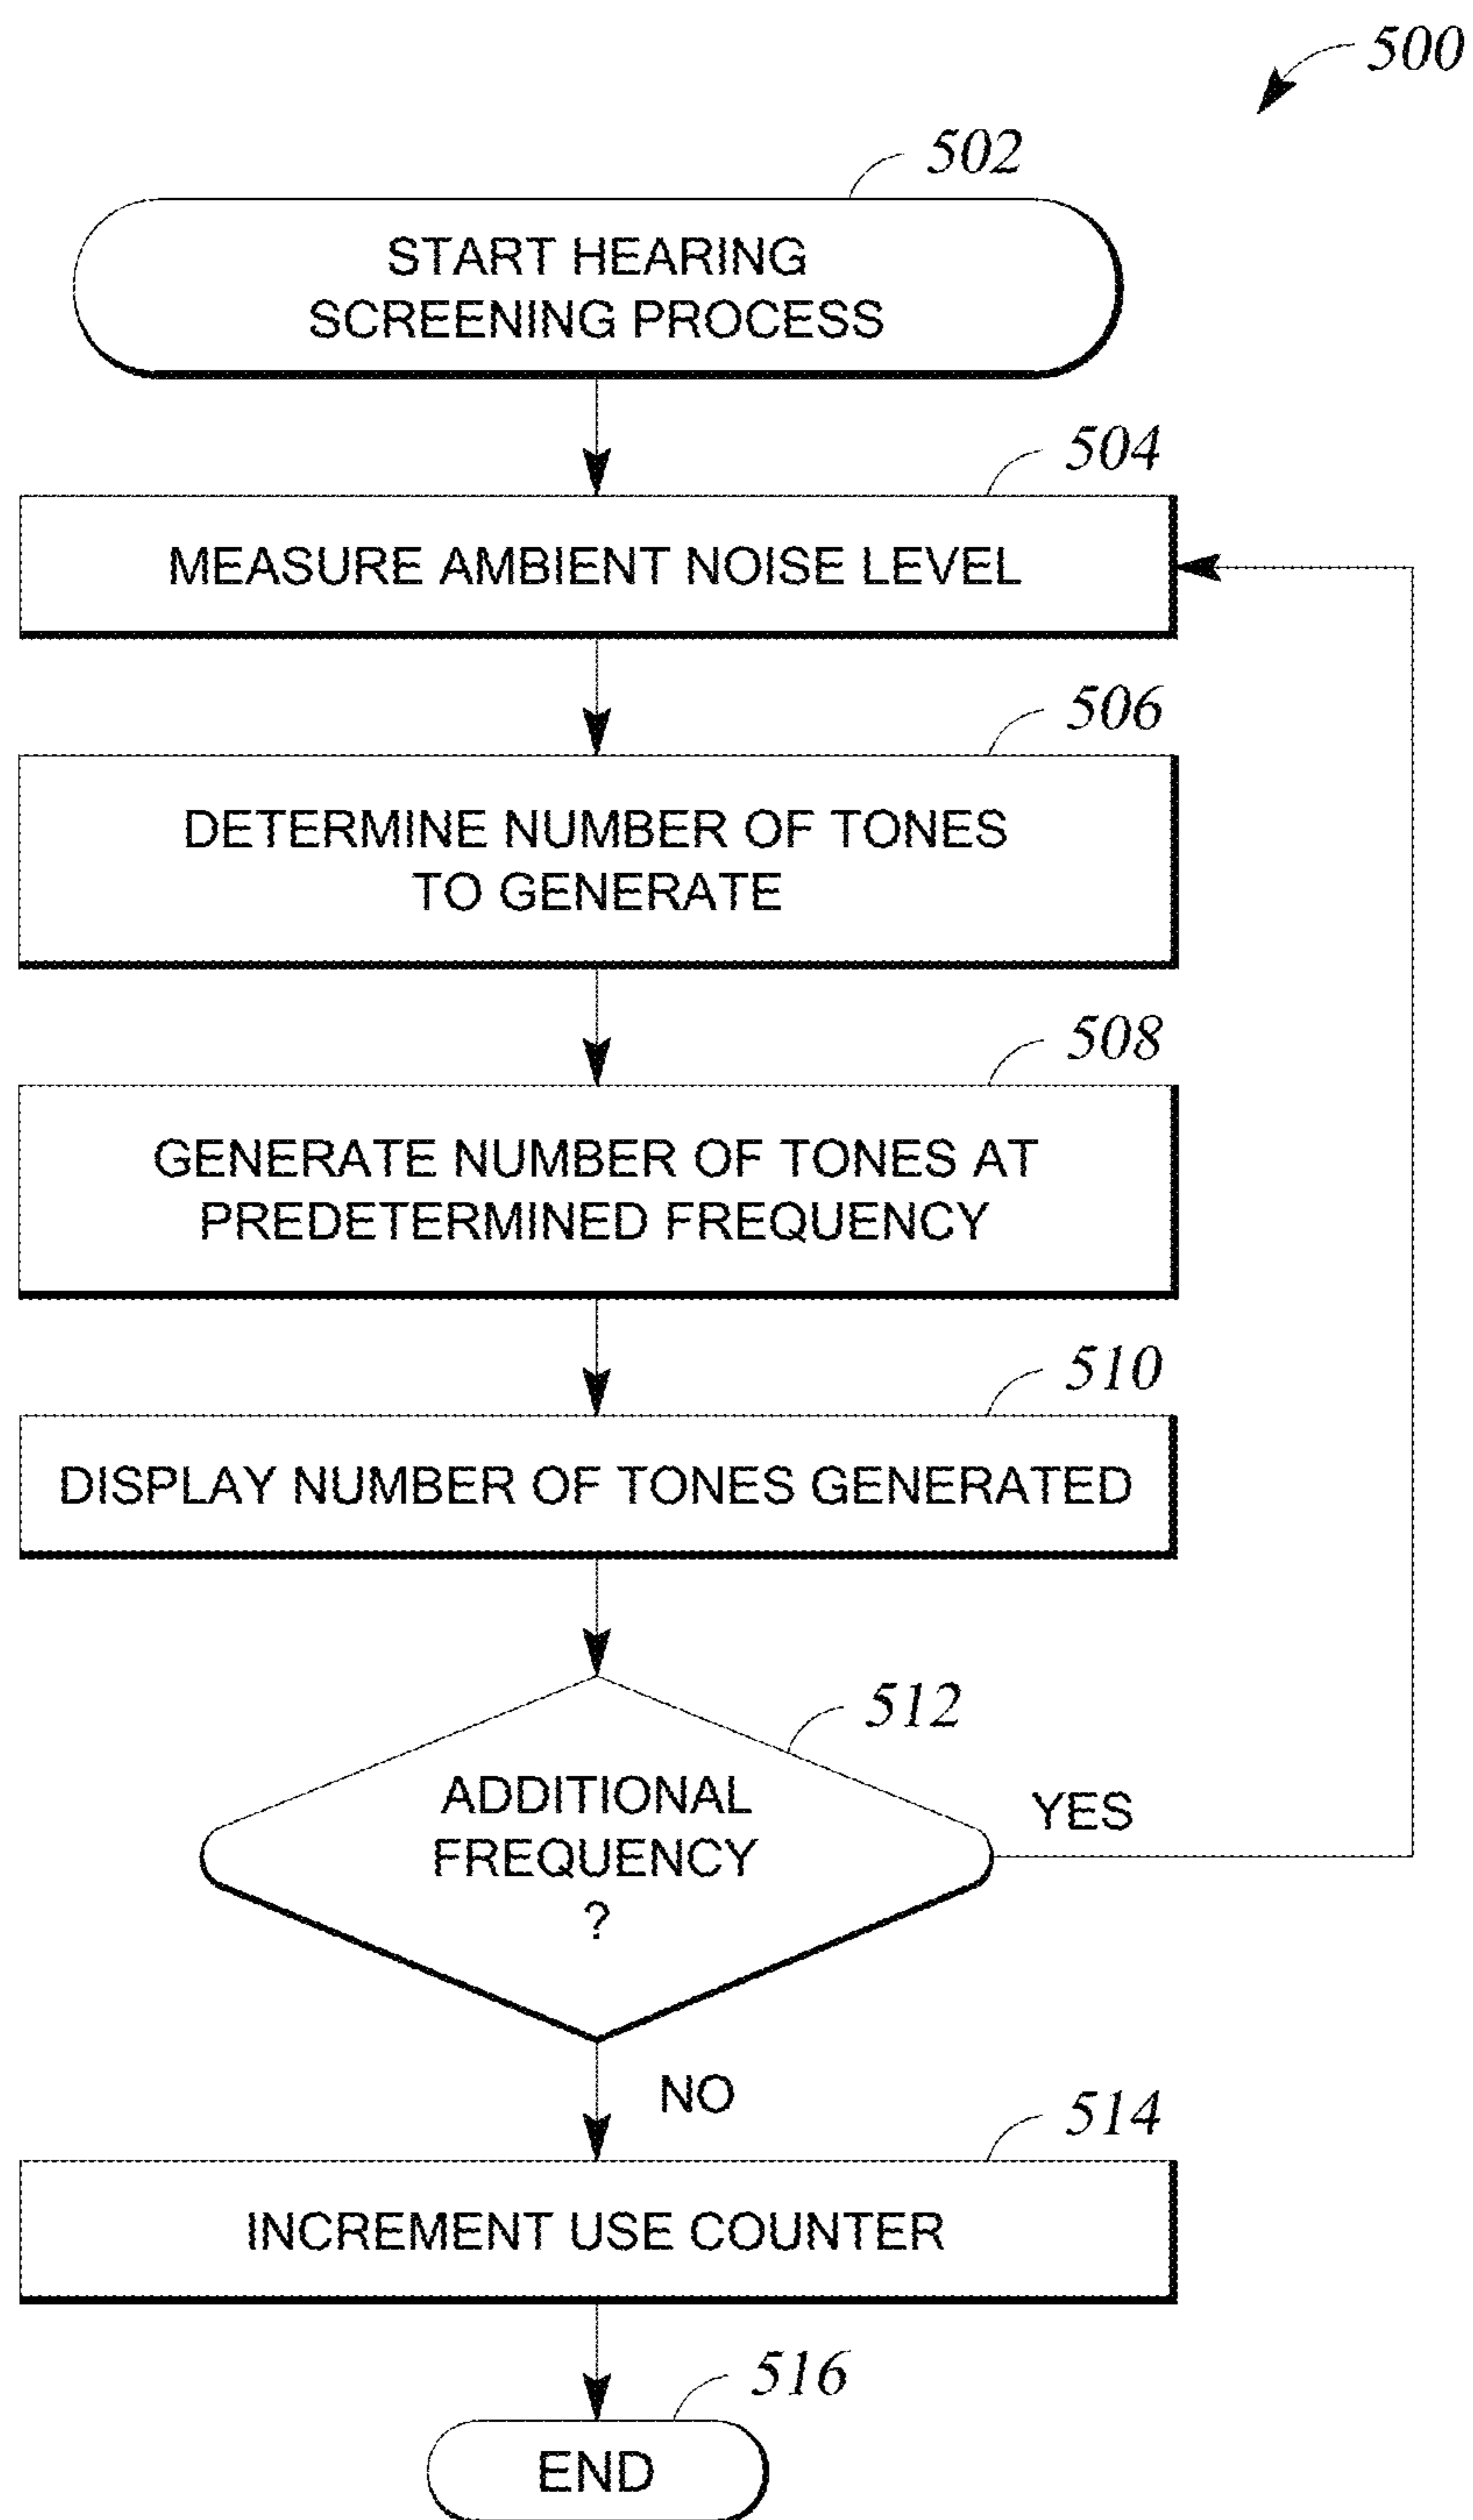 500
502
START HEARING
SCREENING PROCESS
504
MEASURE AMBIENT NOISE LEVEL
506
DETERMINE NUMBER OF TONES
TO GENERATE
508
GENERATE NUMBER OF TONES AT
PREDETERMINED FREQUENCY
510
DISPLAY NUMBER OF TONES GENERATED
512
ADDITIONAL
FREQUENCY
?
YES
NO
514
INCREMENT USE COUNTER
516
END